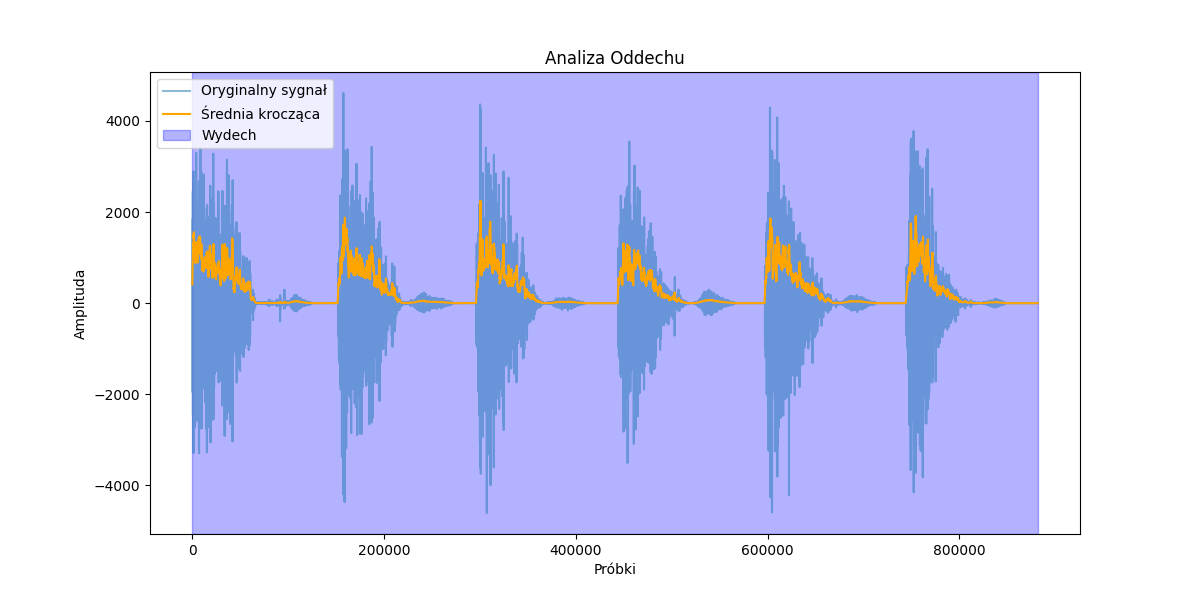 Analiza Oddechu
Oryginalny sygnał
Średnia krocząca
Wydech
Amplituda
4000
2000
0
−2000
−4000
0 200000 400000 600000 800000
Próbki